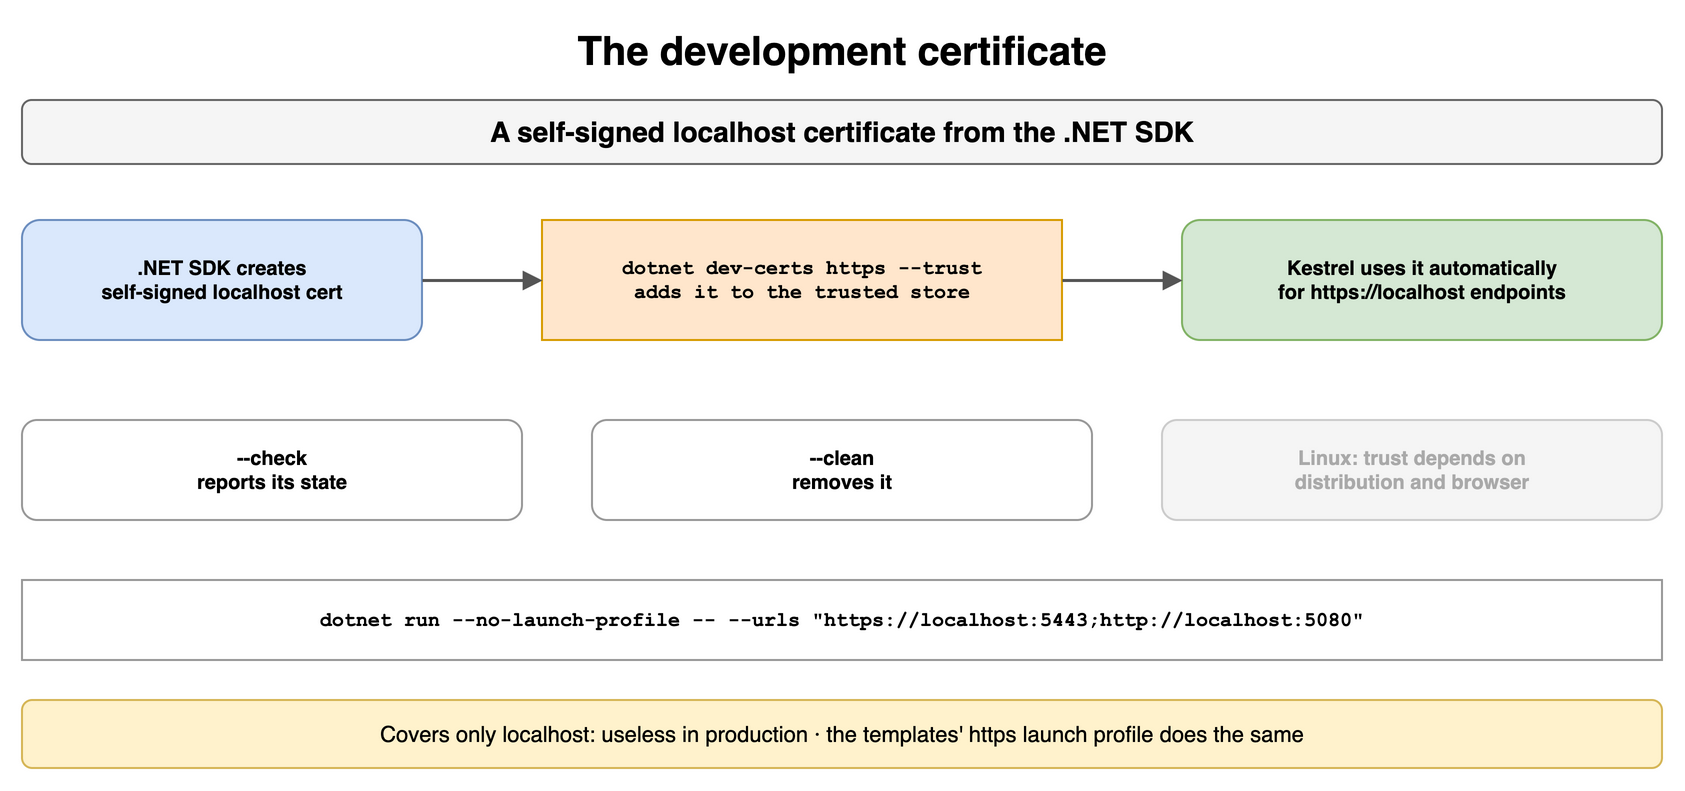 The development certificate
A self-signed localhost certificate from the .NET SDK
.NET SDK creates
self-signed localhost cert
dotnet dev-certs https --trust
adds it to the trusted store
Kestrel uses it automatically
for https://localhost endpoints
--check
reports its state
--clean
removes it
Linux: trust depends on
distribution and browser
dotnet run --no-launch-profile -- --urls "https://localhost:5443;http://localhost:5080"
Covers only localhost: useless in production · the templates' https launch profile does the same